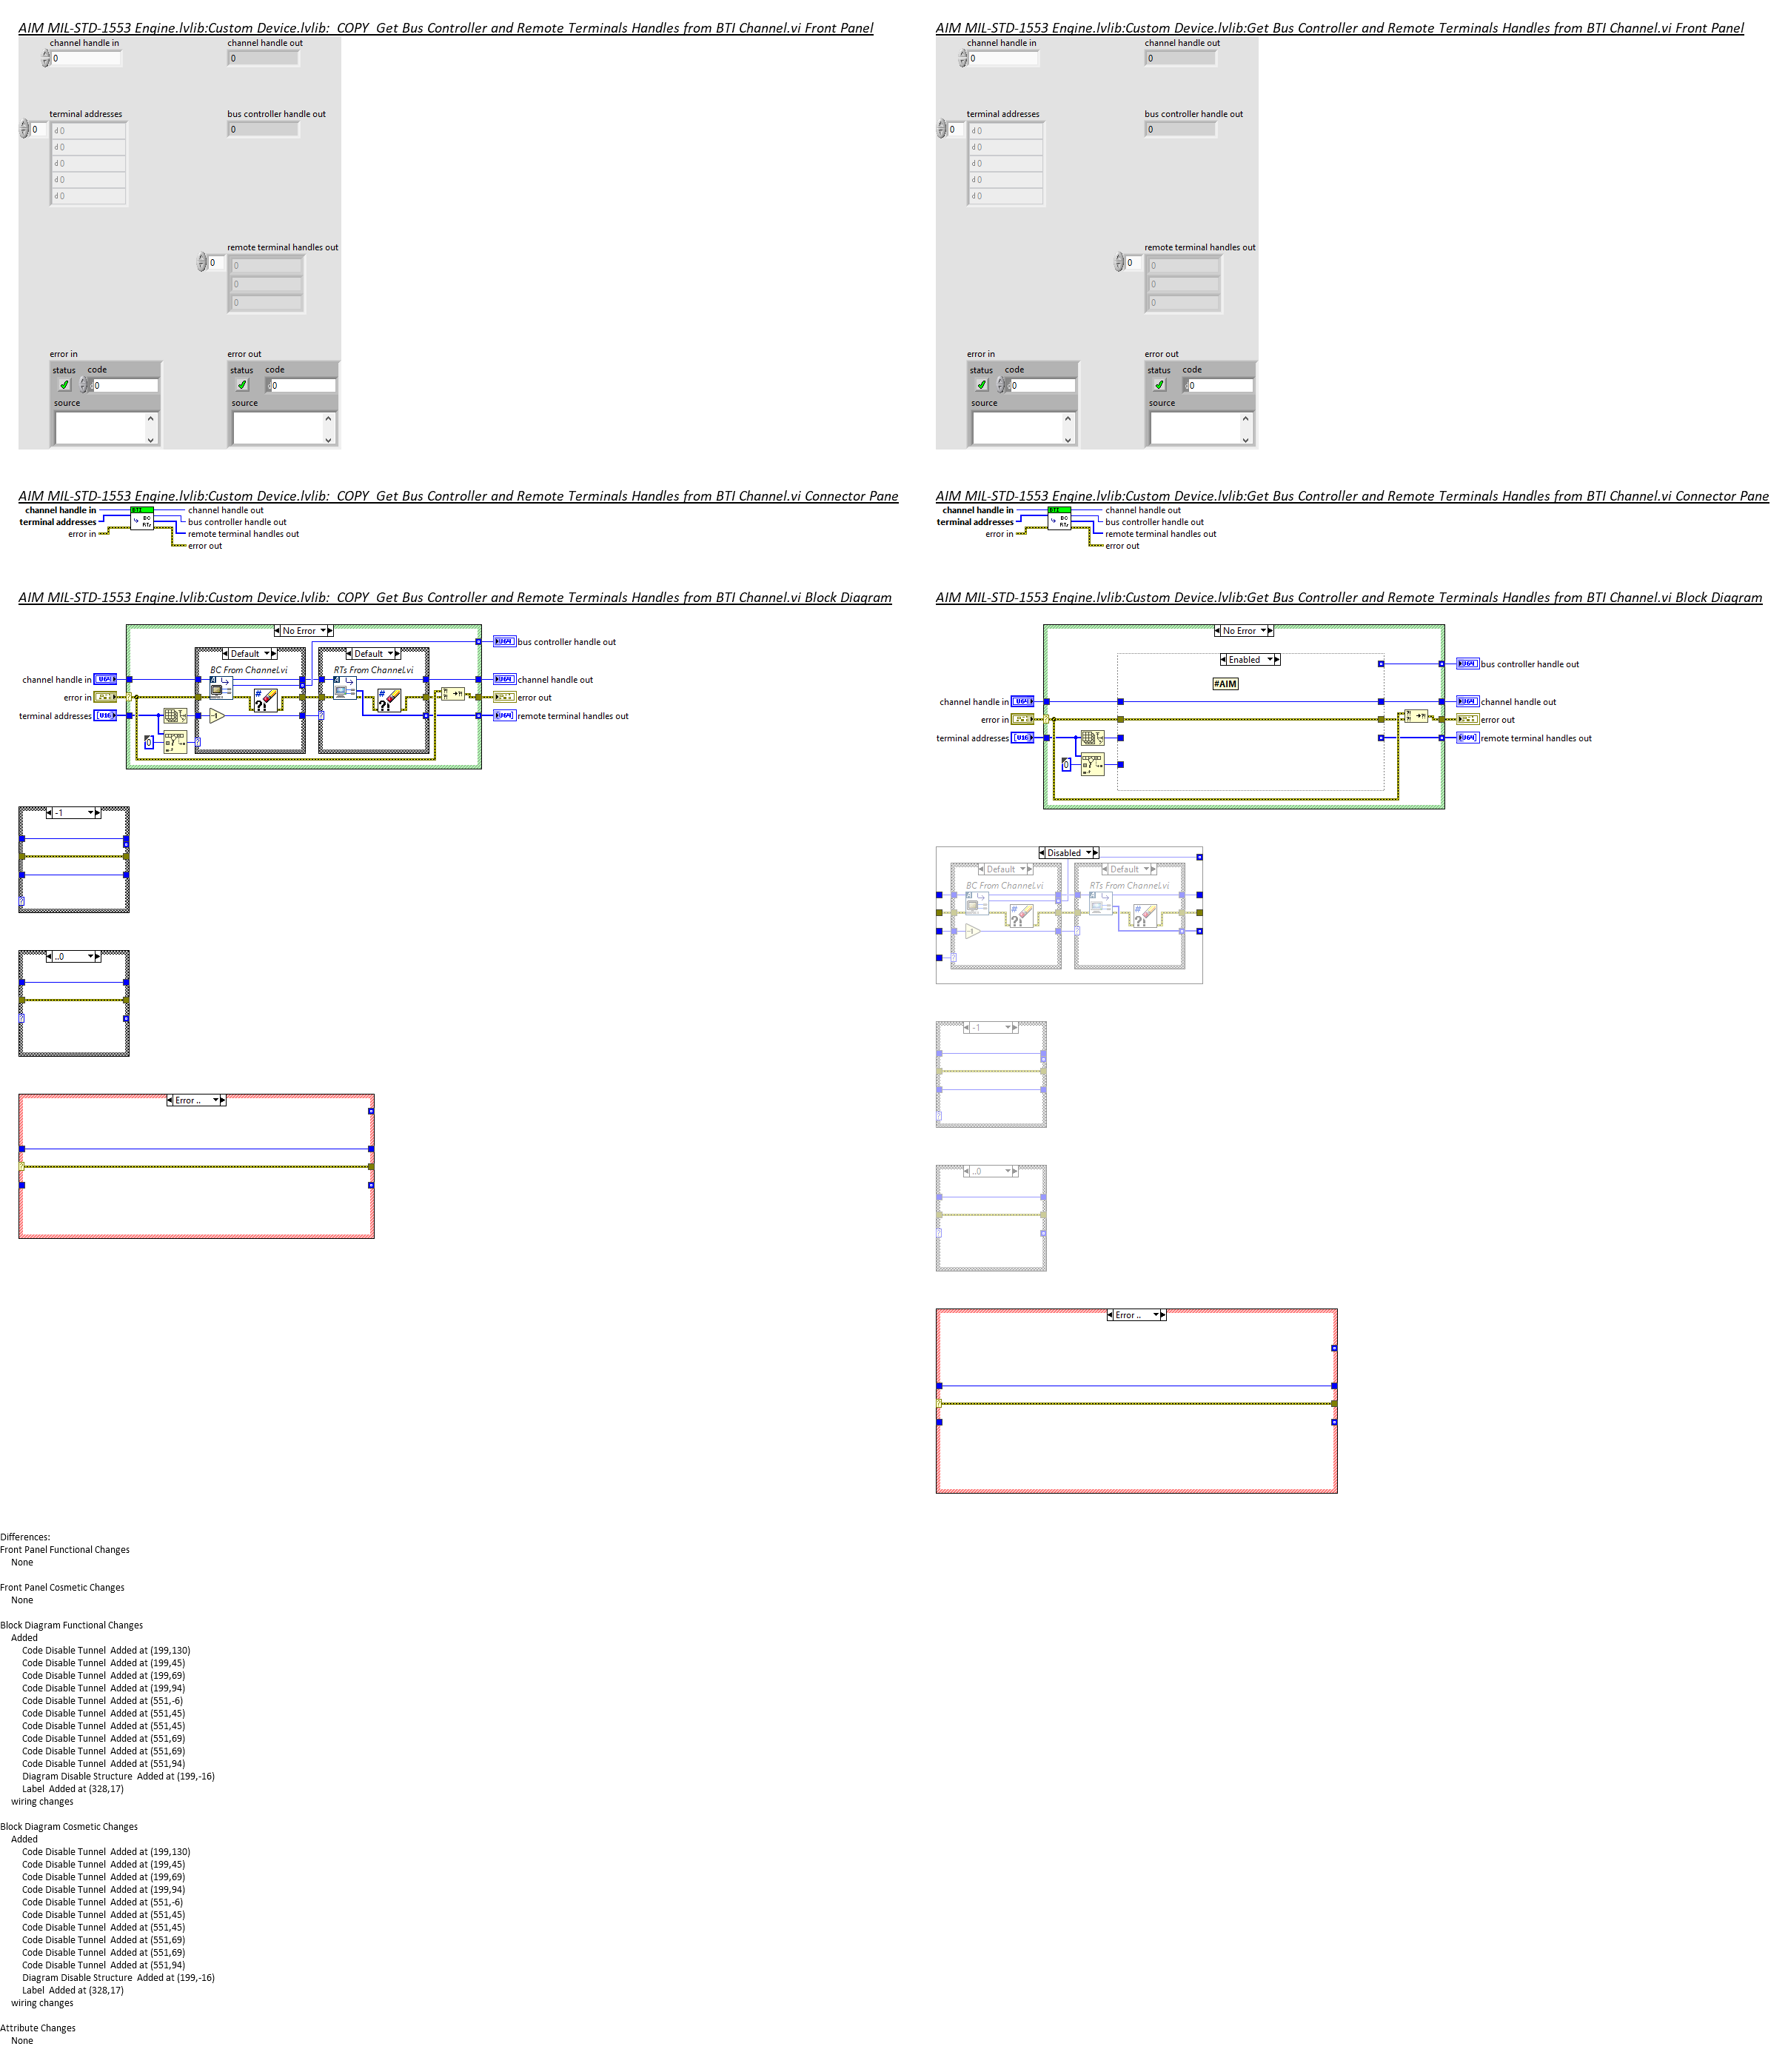 AIM MIL-STD-1553 Engine.lvlib:Custom Device.lvlib:  COPY  Get Bus Controller and Remote Terminals Handles from BTI Channel.vi Front Panel
channel handle in
channel handle out
0
0
terminal addresses
bus controller handle out
0
d 0
0
d 0
d 0
d 0
d 0
remote terminal handles out
0
0
0
0
error in
error out
status
code
status
code
0
0
source
source
AIM MIL-STD-1553 Engine.lvlib:Custom Device.lvlib:Get Bus Controller and Remote Terminals Handles from BTI Channel.vi Front Panel
channel handle in
channel handle out
0
0
terminal addresses
bus controller handle out
0
d 0
0
d 0
d 0
d 0
d 0
remote terminal handles out
0
0
0
0
error in
error out
status
code
status
code
0
0
source
source
AIM MIL-STD-1553 Engine.lvlib:Custom Device.lvlib:  COPY  Get Bus Controller and Remote Terminals Handles from BTI Channel.vi Connector Pane
channel handle in
BTI
channel handle out
terminal addresses
BC
bus controller handle out
RTs
error in
remote terminal handles out
error out
AIM MIL-STD-1553 Engine.lvlib:Custom Device.lvlib:Get Bus Controller and Remote Terminals Handles from BTI Channel.vi Connector Pane
channel handle in
BTI
channel handle out
terminal addresses
BC
bus controller handle out
RTs
error in
remote terminal handles out
error out
AIM MIL-STD-1553 Engine.lvlib:Custom Device.lvlib:  COPY  Get Bus Controller and Remote Terminals Handles from BTI Channel.vi Block Diagram
No Error
U64
bus controller handle out
Default
Default
BC From Channel.vi
RTs From Channel.vi
channel handle in
U64
U64
channel handle out
error in
error out
terminal addresses
U16
-1
U64
remote terminal handles out
0
-1
..0
Error ..
AIM MIL-STD-1553 Engine.lvlib:Custom Device.lvlib:Get Bus Controller and Remote Terminals Handles from BTI Channel.vi Block Diagram
No Error
Enabled
U64
bus controller handle out
#AIM
channel handle in
U64
U64
channel handle out
error in
error out
terminal addresses
U16
U64
remote terminal handles out
0
Disabled
Default
Default
BC From Channel.vi
RTs From Channel.vi
-1
-1
..0
Error ..
Differences:
Front Panel Functional Changes
None
Front Panel Cosmetic Changes
None
Block Diagram Functional Changes
Added
Code Disable Tunnel  Added at (199,130)
Code Disable Tunnel  Added at (199,45)
Code Disable Tunnel  Added at (199,69)
Code Disable Tunnel  Added at (199,94)
Code Disable Tunnel  Added at (551,-6)
Code Disable Tunnel  Added at (551,45)
Code Disable Tunnel  Added at (551,45)
Code Disable Tunnel  Added at (551,69)
Code Disable Tunnel  Added at (551,69)
Code Disable Tunnel  Added at (551,94)
Diagram Disable Structure  Added at (199,-16)
Label  Added at (328,17)
wiring changes
Block Diagram Cosmetic Changes
Added
Code Disable Tunnel  Added at (199,130)
Code Disable Tunnel  Added at (199,45)
Code Disable Tunnel  Added at (199,69)
Code Disable Tunnel  Added at (199,94)
Code Disable Tunnel  Added at (551,-6)
Code Disable Tunnel  Added at (551,45)
Code Disable Tunnel  Added at (551,45)
Code Disable Tunnel  Added at (551,69)
Code Disable Tunnel  Added at (551,69)
Code Disable Tunnel  Added at (551,94)
Diagram Disable Structure  Added at (199,-16)
Label  Added at (328,17)
wiring changes
Attribute Changes
None